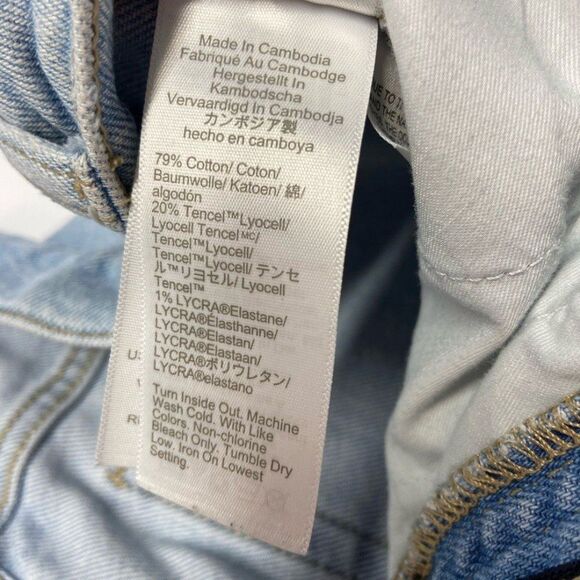 Made In Cambodia
Fabriqué Au Cambodge
Hergestellt In
Kambodscha
Vervaardigd In Cambodja
カンボジア製
hecho en camboya
79% Cotton/ Coton/
Baumwolle/ Katoen/ 綿/
algodón
20% Tencel™Lyocell/
Lyocell Tencelᴹᶜ/
Tencel™Lyocell/
Tencel™Lyocell/ テンセ
ル™リヨセル/ Lyocell
Tencel™
1% LYCRA®Elastane/
LYCRA®Élasthanne/
LYCRA®Elastan/
LYCRA®Elastaan/
LYCRA®ポリウレタン/
LYCRA®elastano
Turn Inside Out. Machine
Wash Cold. With Like
Colors. Non-chlorine
Bleach Only. Tumble Dry
Low. Iron On Lowest
Setting.